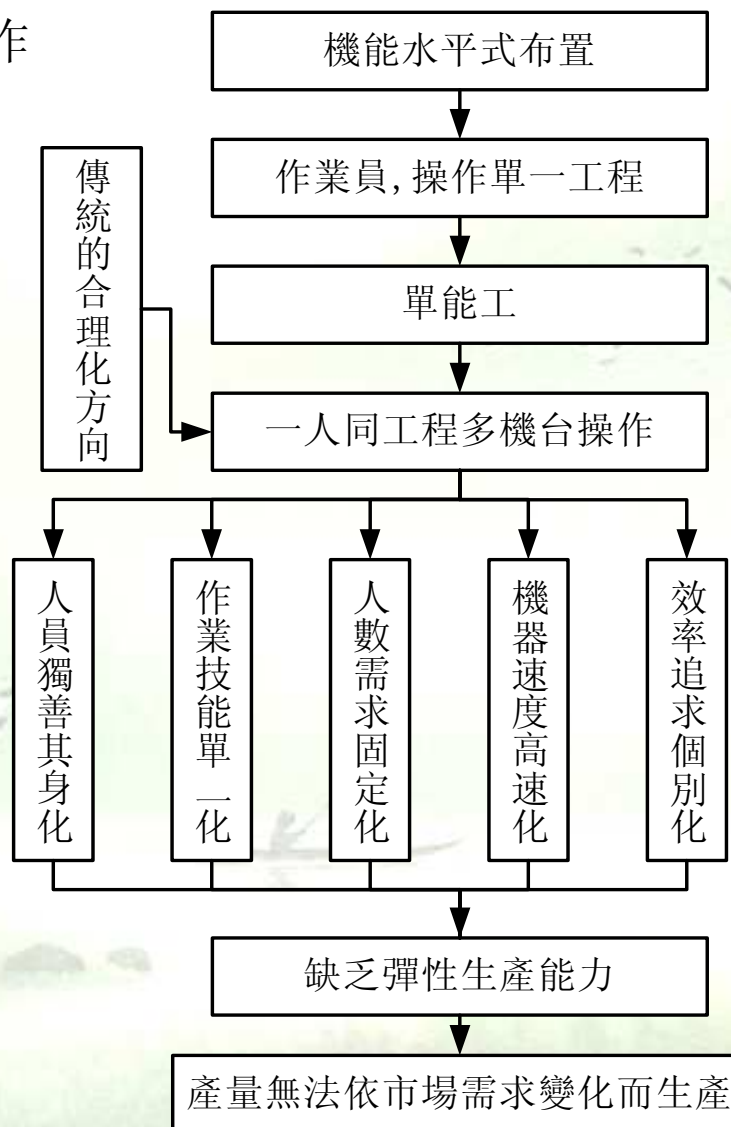 作
機能水平式布置
作業員,操作單一工程
單能工
傳統的合理化方向
一人同工程多機台操作
人員獨善其身化
作業技能單一化
人數需求固定化
機器速度高速化
效率追求個別化
缺乏彈性生產能力
產量無法依市場需求變化而生產